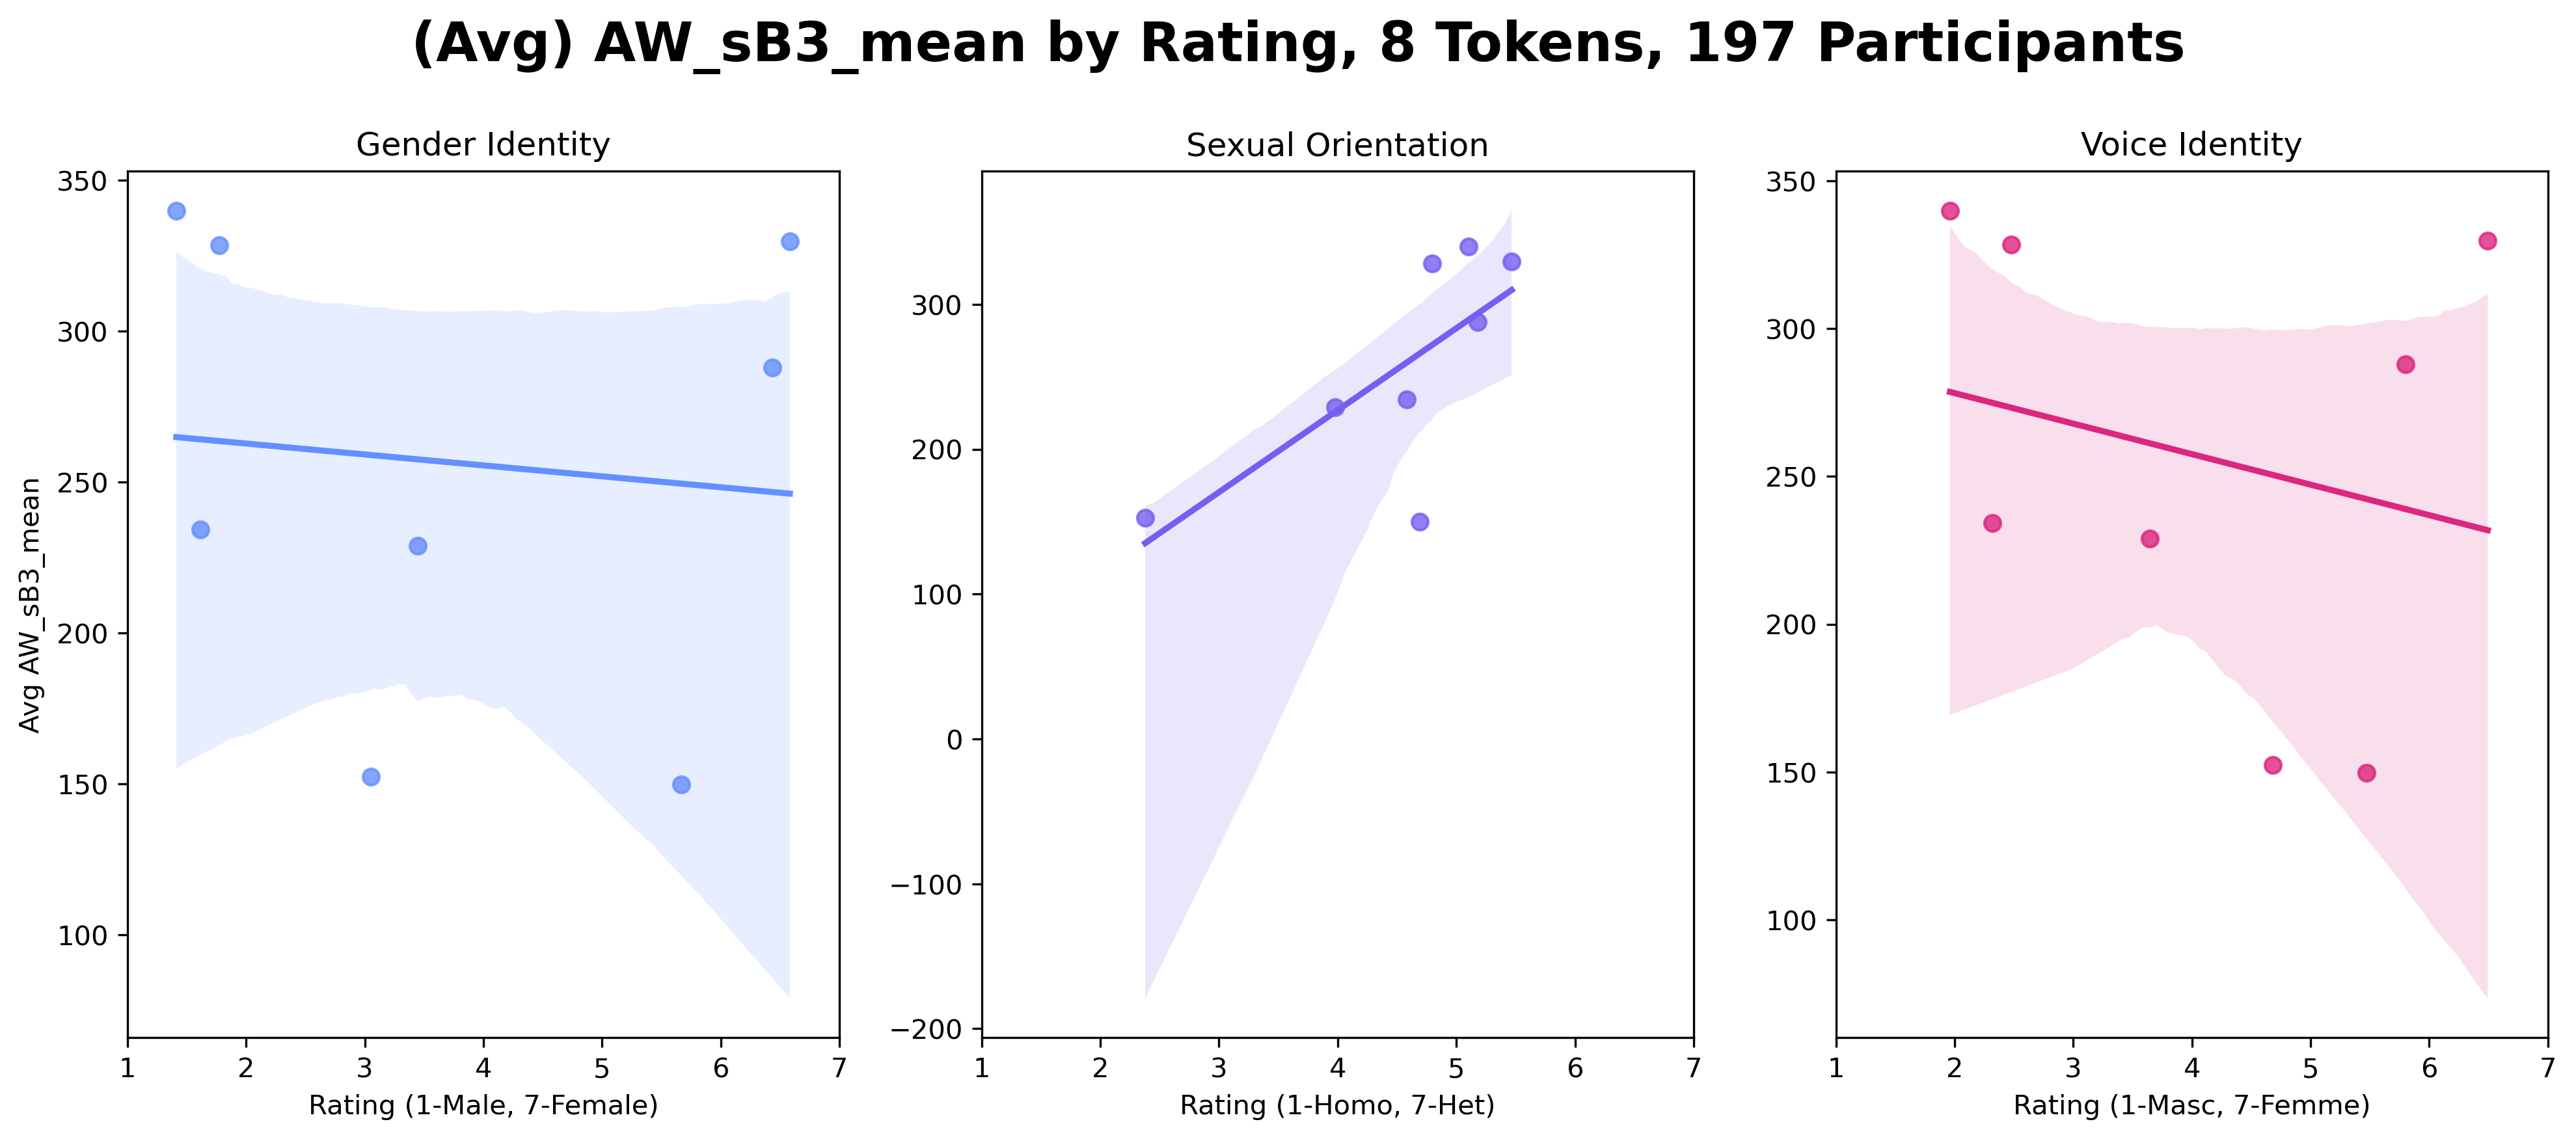 (Avg) AW_sB3_mean by Rating, 8 Tokens, 197 Participants
Gender Identity
Avg AW_sB3_mean
350
300
250
200
150
100
1 2 3 4 5 6 7
Rating (1-Male, 7-Female)
Sexual Orientation
300
200
100
0
−100
−200
1 2 3 4 5 6 7
Rating (1-Homo, 7-Het)
Voice Identity
350
300
250
200
150
100
1 2 3 4 5 6 7
Rating (1-Masc, 7-Femme)